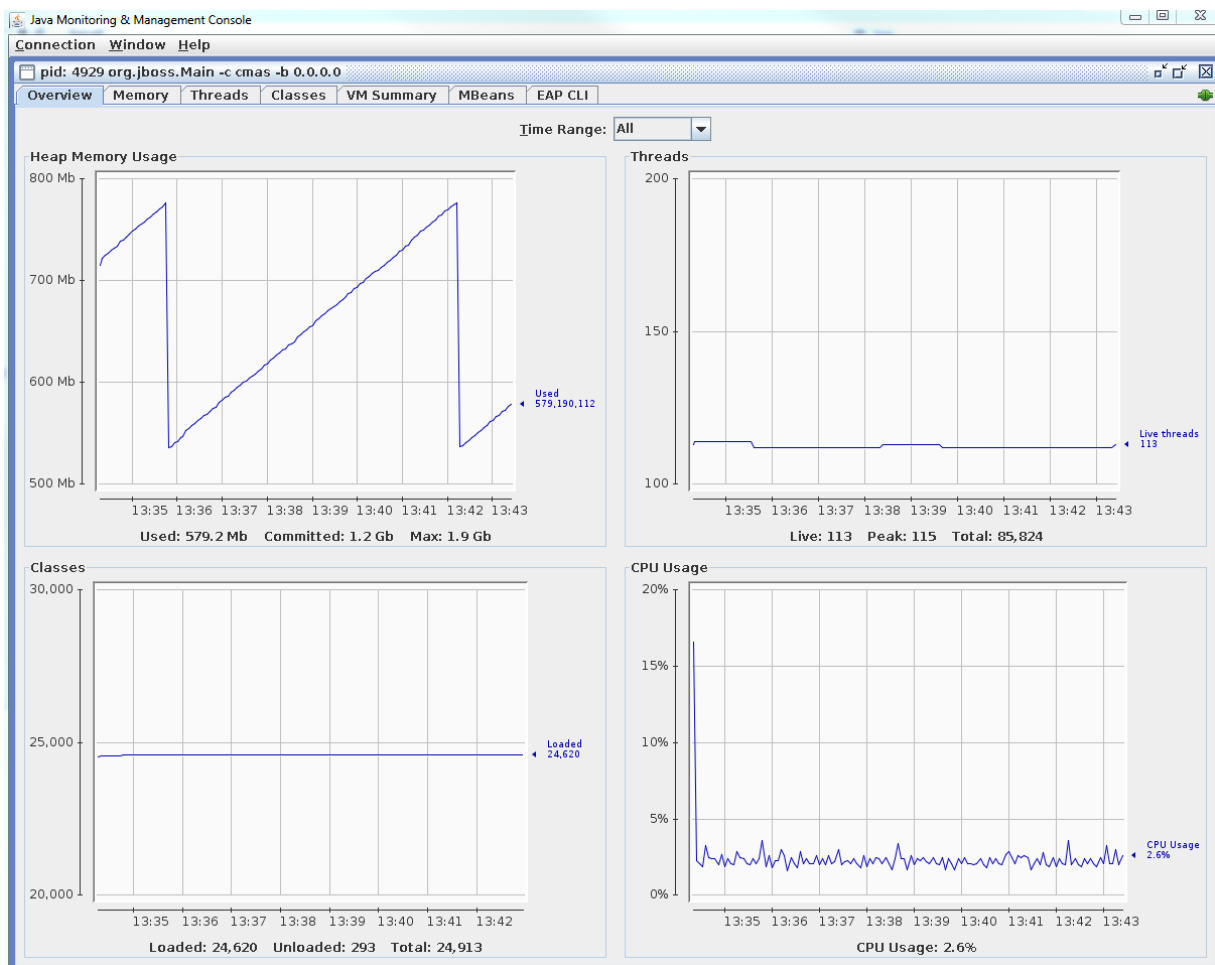 Java Monitoring & Management Console
Connection Window Help
pid: 4929 org.jboss.Main -c cmas -b 0.0.0.0
Overview Memory Threads Classes VM Summary MBeans EAP CLI
Time Range: All
Heap Memory Usage
800 Mb
700 Mb
600 Mb
500 Mb
Used
579,190,112
13:35 13:36 13:37 13:38 13:39 13:40 13:41 13:42 13:43
Used: 579.2 Mb Committed: 1.2 Gb Max: 1.9 Gb
Threads
200
150
100
Live threads
113
13:35 13:36 13:37 13:38 13:39 13:40 13:41 13:42 13:43
Live: 113 Peak: 115 Total: 85,824
Classes
30,000
25,000
20,000
Loaded
24,620
13:35 13:36 13:37 13:38 13:39 13:40 13:41 13:42
Loaded: 24,620 Unloaded: 293 Total: 24,913
CPU Usage
20%
15%
10%
5%
0%
CPU Usage
2.6%
13:35 13:36 13:37 13:38 13:39 13:40 13:41 13:42 13:43
CPU Usage: 2.6%